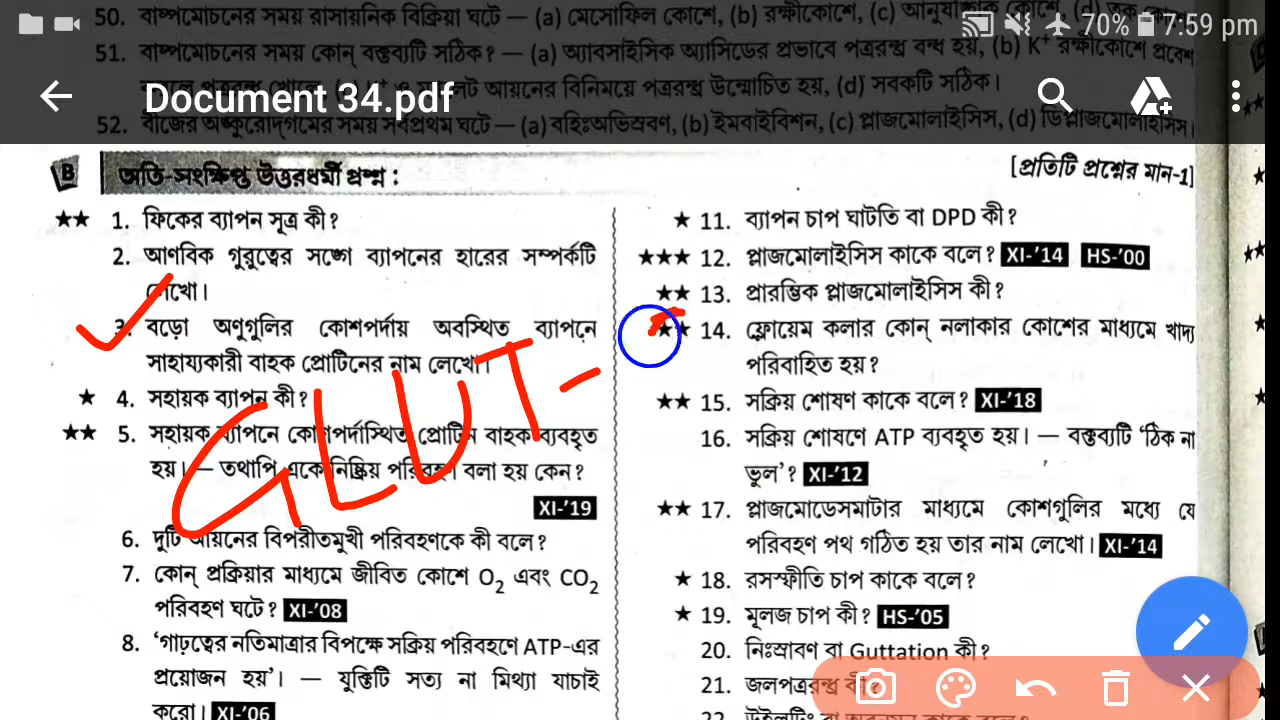 50. বাষ্পমোচনের সময় রাসায়নিক বিক্রিয়া ঘটে — (a) মেসোফিল কোশে, (b) রক্ষীকোশে, (c)
70% 7:59 pm
51. বাষ্পমোচনের সময় কোন্ বক্তব্যটি সঠিক? — (a) অ্যাবসাইসিক অ্যাসিডের প্রভাবে পত্ররন্ধ্র বন্ধ হয়, (b) K+ রক্ষীকোশে প্রবেশ
আয়নের বিনিময়ে পত্ররন্ধ্র উন্মোচিত হয়, (d) সবকটি সঠিক।
Document 34.pdf
52. বীজের অঙ্কুরোদ্‌গমের সময় সর্বপ্রথম ঘটে — (a) বহিঃঅভিস্রবণ, (b) ইমবাইবিশন, (c) প্লাজমোলাইসিস, (d) ডিপ্লাজমোলাইসিস।
B অতি-সংক্ষিপ্ত উত্তরধর্মী প্রশ্ন : [প্রতিটি প্রশ্নের মান-1]
★★ 1. ফিকের ব্যাপন সূত্র কী?
2. আণবিক গুরুত্বের সঙ্গে ব্যাপনের হারের সম্পর্কটি
লেখো।
3. বড়ো অণুগুলির কোশপর্দায় অবস্থিত ব্যাপনে
সাহায্যকারী বাহক প্রোটিনের নাম লেখো।
GLUT-
★ 4. সহায়ক ব্যাপন কী?
★★ 5. সহায়ক ব্যাপনে কোশপর্দাস্থিত প্রোটিন বাহক ব্যবহৃত
হয়। — তথাপি একে নিষ্ক্রিয় পরিবহণ বলা হয় কেন?
XI-'19
6. দুটি আয়নের বিপরীতমুখী পরিবহণকে কী বলে?
7. কোন্ প্রক্রিয়ার মাধ্যমে জীবিত কোশে O2 এবং CO2
পরিবহণ ঘটে? XI-'08
8. 'গাঢ়ত্বের নতিমাত্রার বিপক্ষে সক্রিয় পরিবহণে ATP-এর
প্রয়োজন হয়'। — যুক্তিটি সত্য না মিথ্যা যাচাই
করো। XI-'06
★ 11. ব্যাপন চাপ ঘাটতি বা DPD কী?
★★★ 12. প্লাজমোলাইসিস কাকে বলে? XI-'14 HS-'00
★★ 13. প্রারম্ভিক প্লাজমোলাইসিস কী?
★★ 14. ফ্লোয়েম কলার কোন্ নলাকার কোশের মাধ্যমে খাদ্য
পরিবাহিত হয়?
★★ 15. সক্রিয় শোষণ কাকে বলে? XI-'18
16. সক্রিয় শোষণে ATP ব্যবহৃত হয়। — বক্তব্যটি 'ঠিক না
ভুল'? XI-'12
★★ 17. প্লাজমোডেসমাটার মাধ্যমে কোশগুলির মধ্যে যে
পরিবহণ পথ গঠিত হয় তার নাম লেখো। XI-'14
★ 18. রসস্ফীতি চাপ কাকে বলে?
★ 19. মূলজ চাপ কী? HS-'05
20. নিঃস্রাবণ বা Guttation কী?
21. জলপত্ররন্ধ্র কী?
22.